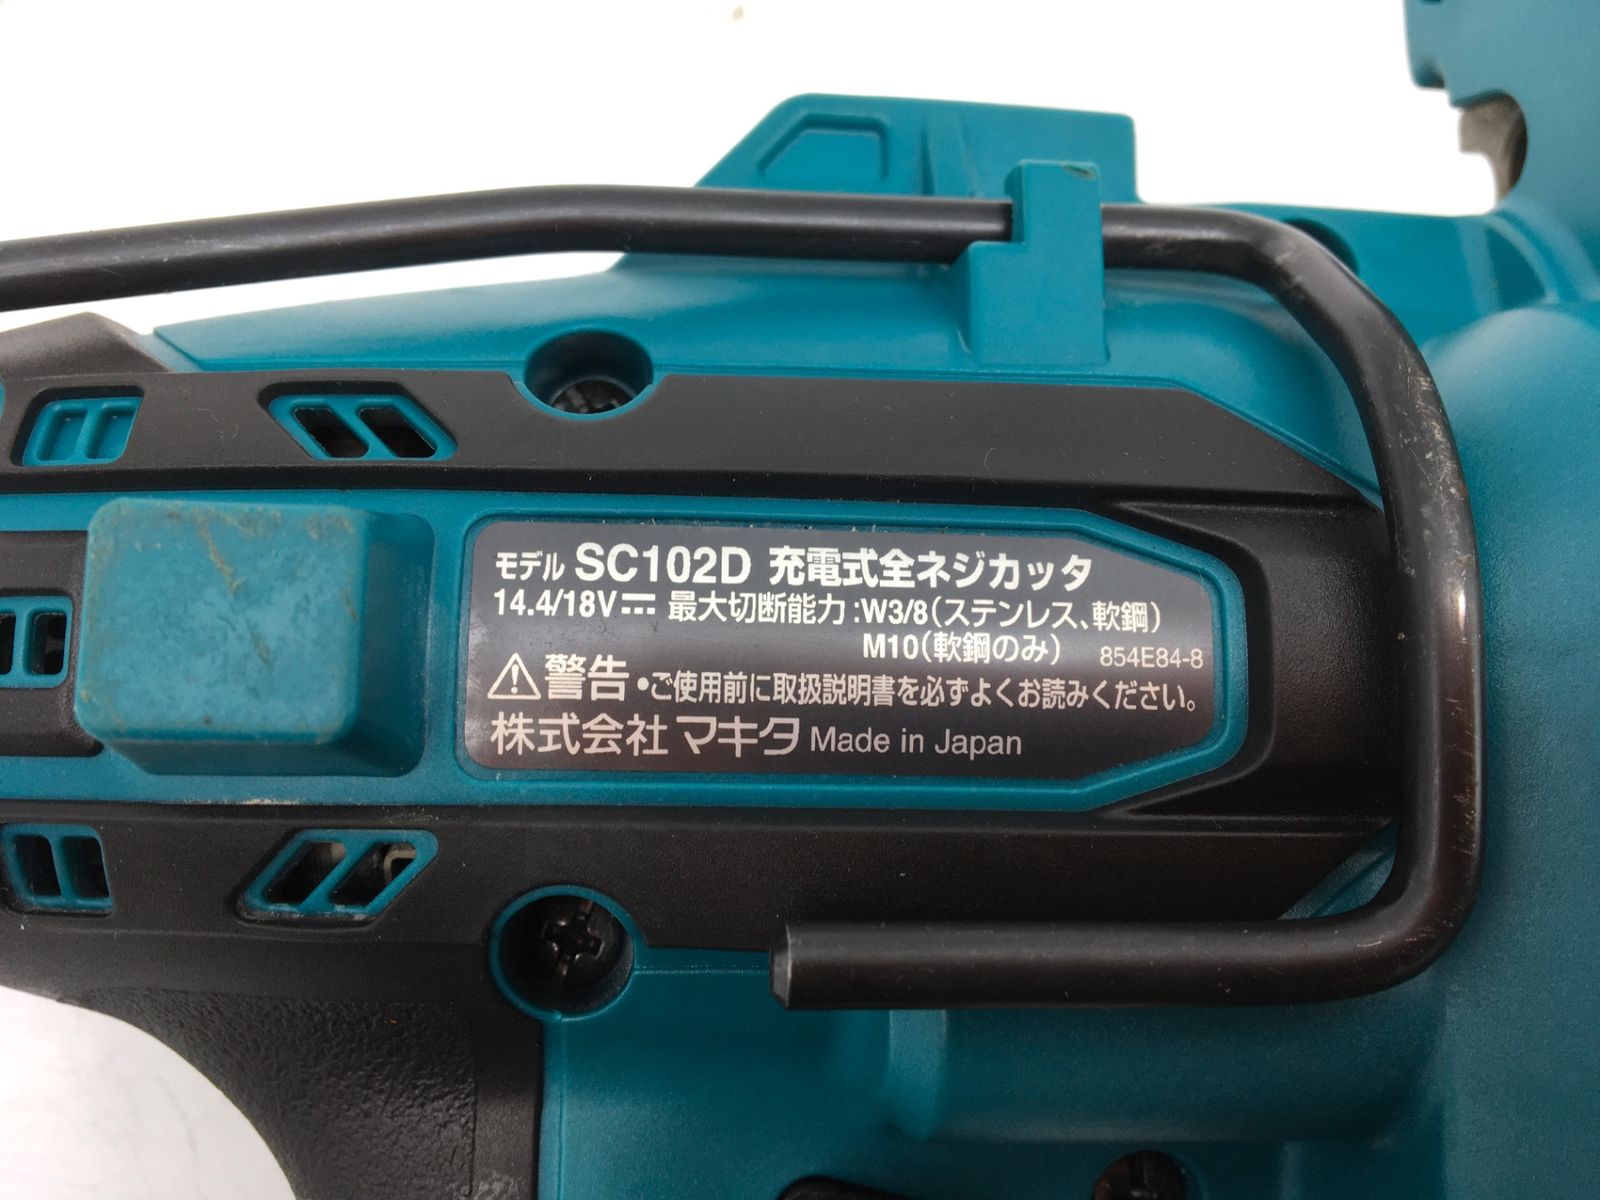 モデル SC102D 充電式全ネジカッタ
14.4/18V⎓ 最大切断能力:W3/8(ステンレス、軟鋼)
M10(軟鋼のみ) 854E84-8
⚠警告・ご使用前に取扱説明書を必ずよくお読みください。
株式会社マキタ Made in Japan